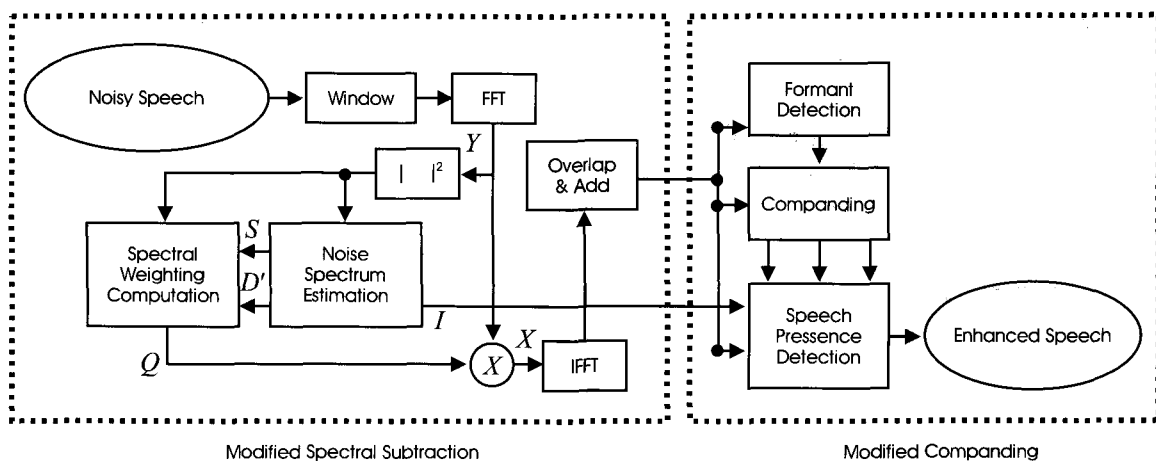 Noisy Speech
Window
FFT
Y
| |²
Overlap
& Add
Spectral
Weighting
Computation
S
D'
Noise
Spectrum
Estimation
I
Q
X
X
IFFT
Modified Spectral Subtraction
Formant
Detection
Companding
Speech
Pressence
Detection
Enhanced Speech
Modified Companding